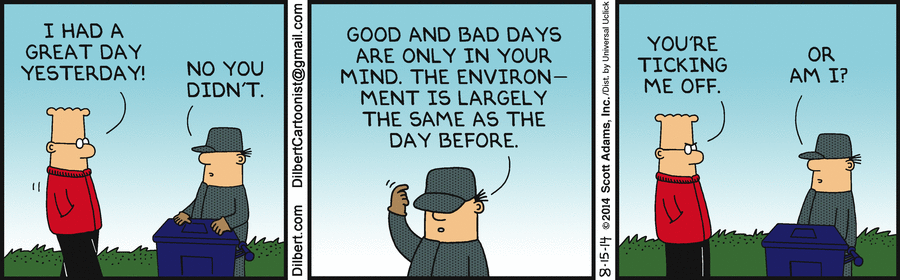 I HAD A
GREAT DAY
YESTERDAY!
NO YOU
DIDN'T.
Dilbert.com DilbertCartoonist@gmail.com
GOOD AND BAD DAYS
ARE ONLY IN YOUR
MIND. THE ENVIRON—
MENT IS LARGELY
THE SAME AS THE
DAY BEFORE.
8-15-14 ©2014 Scott Adams, Inc. /Dist. by Universal Uclick
YOU'RE
TICKING
ME OFF.
OR
AM I?